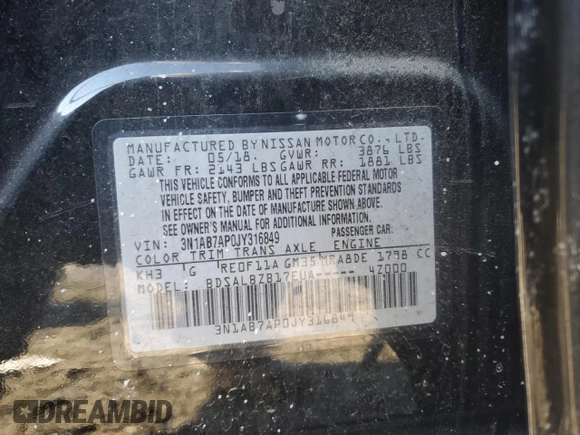 MANUFACTURED BY NISSAN MOTOR CO., LTD.
DATE: 05/18. GVWR: 3876 LBS
GAWR FR: 2143 LBS GAWR RR: 1881 LBS
THIS VEHICLE CONFORMS TO ALL APPLICABLE FEDERAL MOTOR
VEHICLE SAFETY, BUMPER AND THEFT PREVENTION STANDARDS
IN EFFECT ON THE DATE OF MANUFACTURE SHOWN ABOVE.
SEE OWNER'S MANUAL FOR ADDITIONAL INFORMATION.
VIN: 3N1AB7AP0JY316849 PASSENGER CAR.
COLOR TRIM TRANS AXLE ENGINE
KH3 G RE0F11A GM35 MRA8DE 1798 CC
MODEL: BDSALBZB17EUA----- 47000
3N1AB7AP0JY316849
DREAMBID